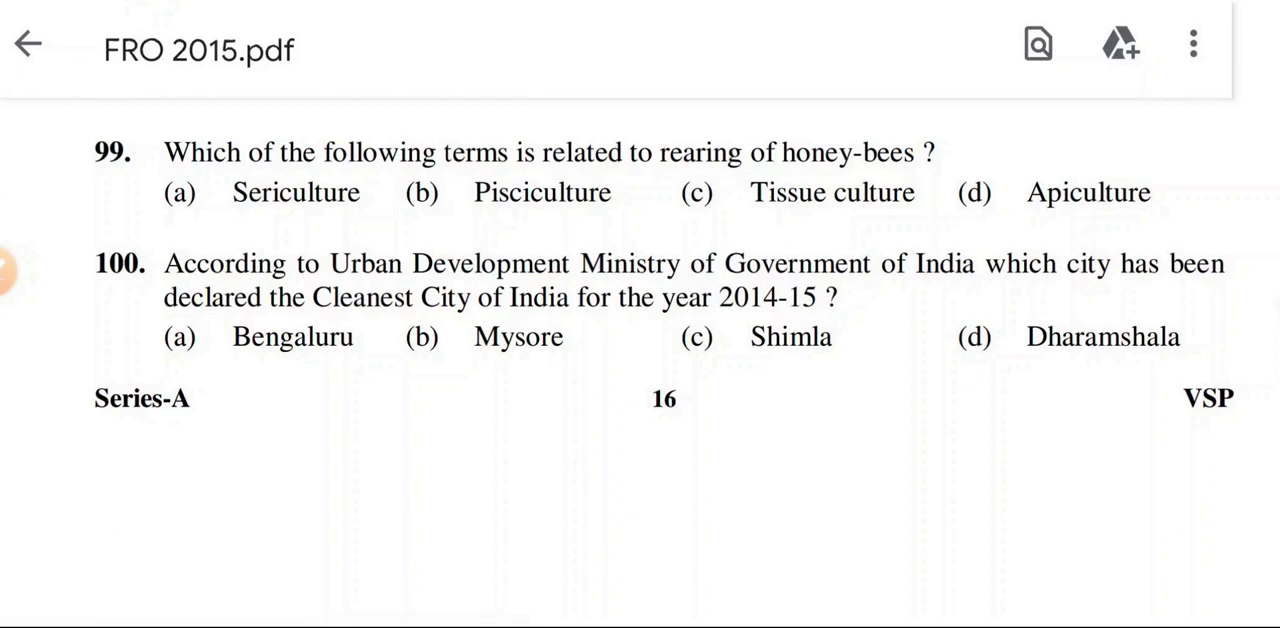 FRO 2015.pdf
99. Which of the following terms is related to rearing of honey-bees ?
(a) Sericulture (b) Pisciculture (c) Tissue culture (d) Apiculture
100. According to Urban Development Ministry of Government of India which city has been
declared the Cleanest City of India for the year 2014-15 ?
(a) Bengaluru (b) Mysore (c) Shimla (d) Dharamshala
Series-A 16 VSP